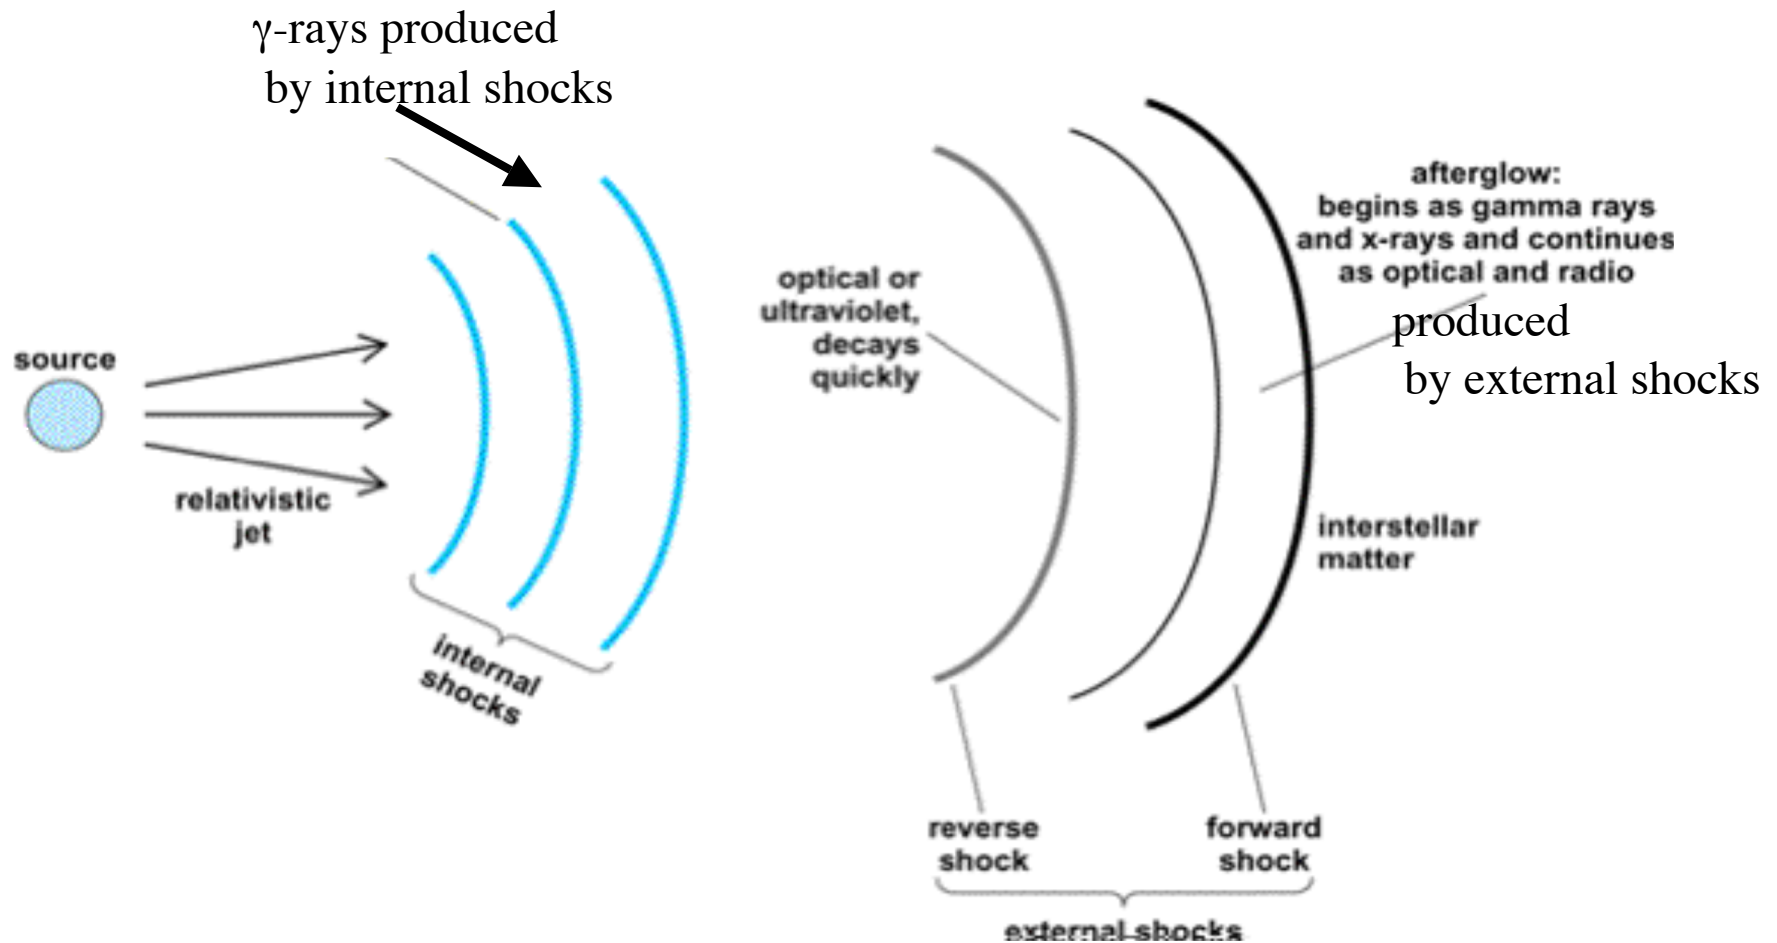 γ-rays produced
by internal shocks
source
relativistic
jet
internal
shocks
optical or
ultraviolet,
decays
quickly
afterglow:
begins as gamma rays
and x-rays and continues
as optical and radio
produced
by external shocks
interstellar
matter
reverse
shock
forward
shock
external shocks